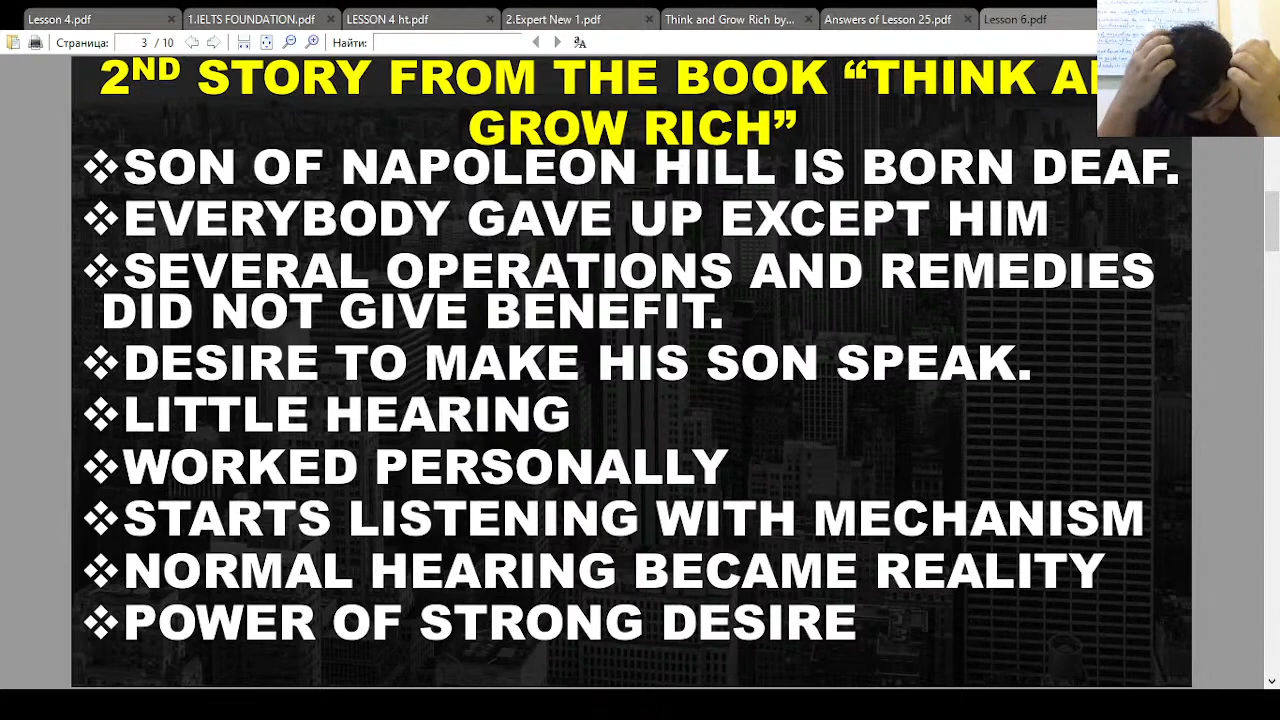 Lesson 4.pdf 1.IELTS FOUNDATION.pdf LESSON 4 ht.pdf 2.Expert New 1.pdf Think and Grow Rich by... Answers of Lesson 25.pdf Lesson 6.pdf
Страница: 3 / 10 Найти:
2ND STORY FROM THE BOOK “THINK A
GROW RICH”
❖SON OF NAPOLEON HILL IS BORN DEAF.
❖EVERYBODY GAVE UP EXCEPT HIM
❖SEVERAL OPERATIONS AND REMEDIES
DID NOT GIVE BENEFIT.
❖DESIRE TO MAKE HIS SON SPEAK.
❖LITTLE HEARING
❖WORKED PERSONALLY
❖STARTS LISTENING WITH MECHANISM
❖NORMAL HEARING BECAME REALITY
❖POWER OF STRONG DESIRE